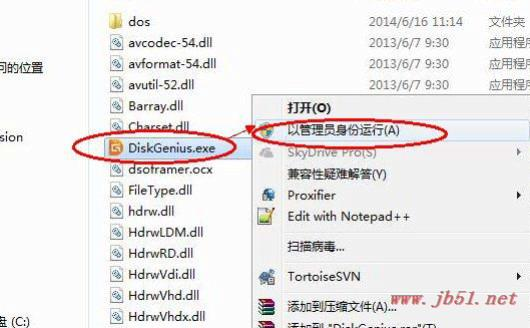 dos 2014/6/16 11:14 文件夹
avcodec-54.dll 2013/6/7 9:30 应用程序
问的位置 avformat-54.dll 2013/6/7 9:30 应用程序
avutil-52.dll 2013/6/7 9:30 应用程序
Barray.dll
打开(O)
Charset.dll
以管理员身份运行(A)
ssion
DiskGenius.exe
SkyDrive Pro(S)
dsoframer.ocx
兼容性疑难解答(Y)
FileType.dll
Proxifier
hdrw.dll
Edit with Notepad++
HdrwLDM.dll
扫描病毒...
HdrwRD.dll
HdrwVdi.dll
TortoiseSVN
HdrwVhd.dll
www.jb51.net
添加到压缩文件(A)...
HdrwVhdx.dll
盘 (C:)
添加到 "DiskGenius.rar"